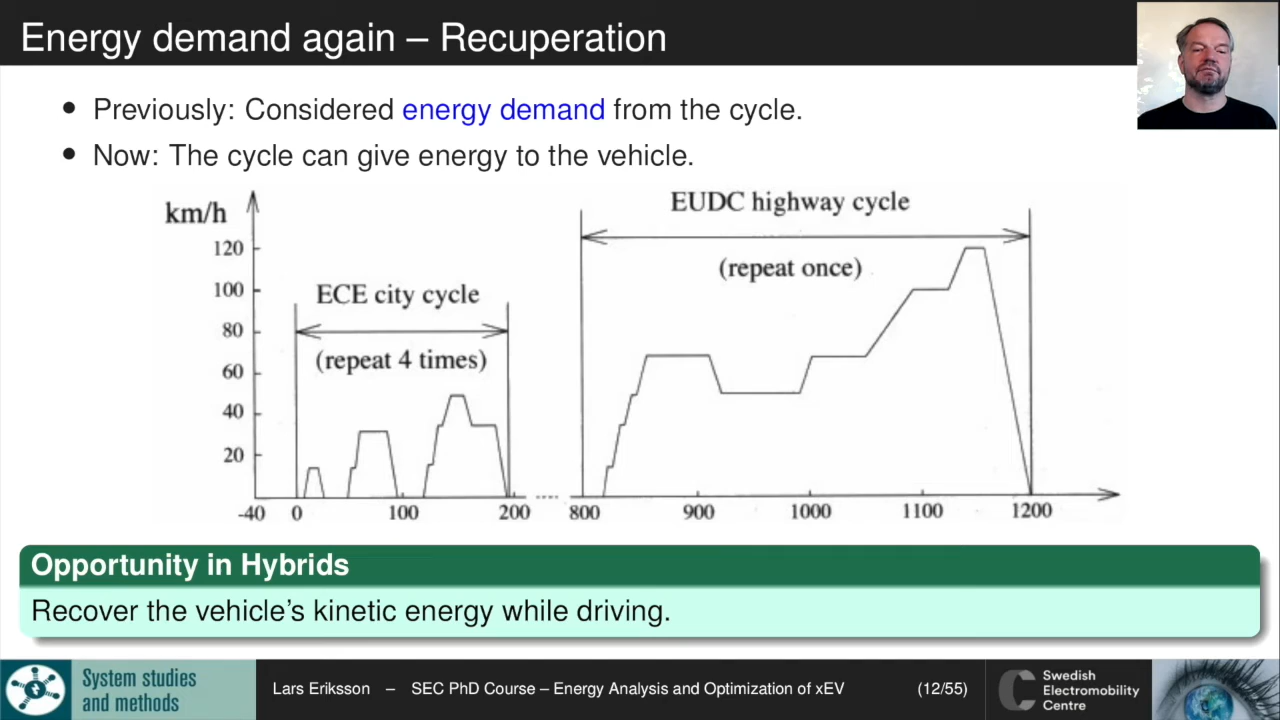 Energy demand again – Recuperation
• Previously: Considered energy demand from the cycle.
• Now: The cycle can give energy to the vehicle.
km/h
120
100
80
60
40
20
ECE city cycle
(repeat 4 times)
EUDC highway cycle
(repeat once)
-40 0 100 200 ···· 800 900 1000 1100 1200
Opportunity in Hybrids
Recover the vehicle's kinetic energy while driving.
System studies
and methods
Lars Eriksson – SEC PhD Course – Energy Analysis and Optimization of xEV (12/55)
Swedish
Electromobility
Centre